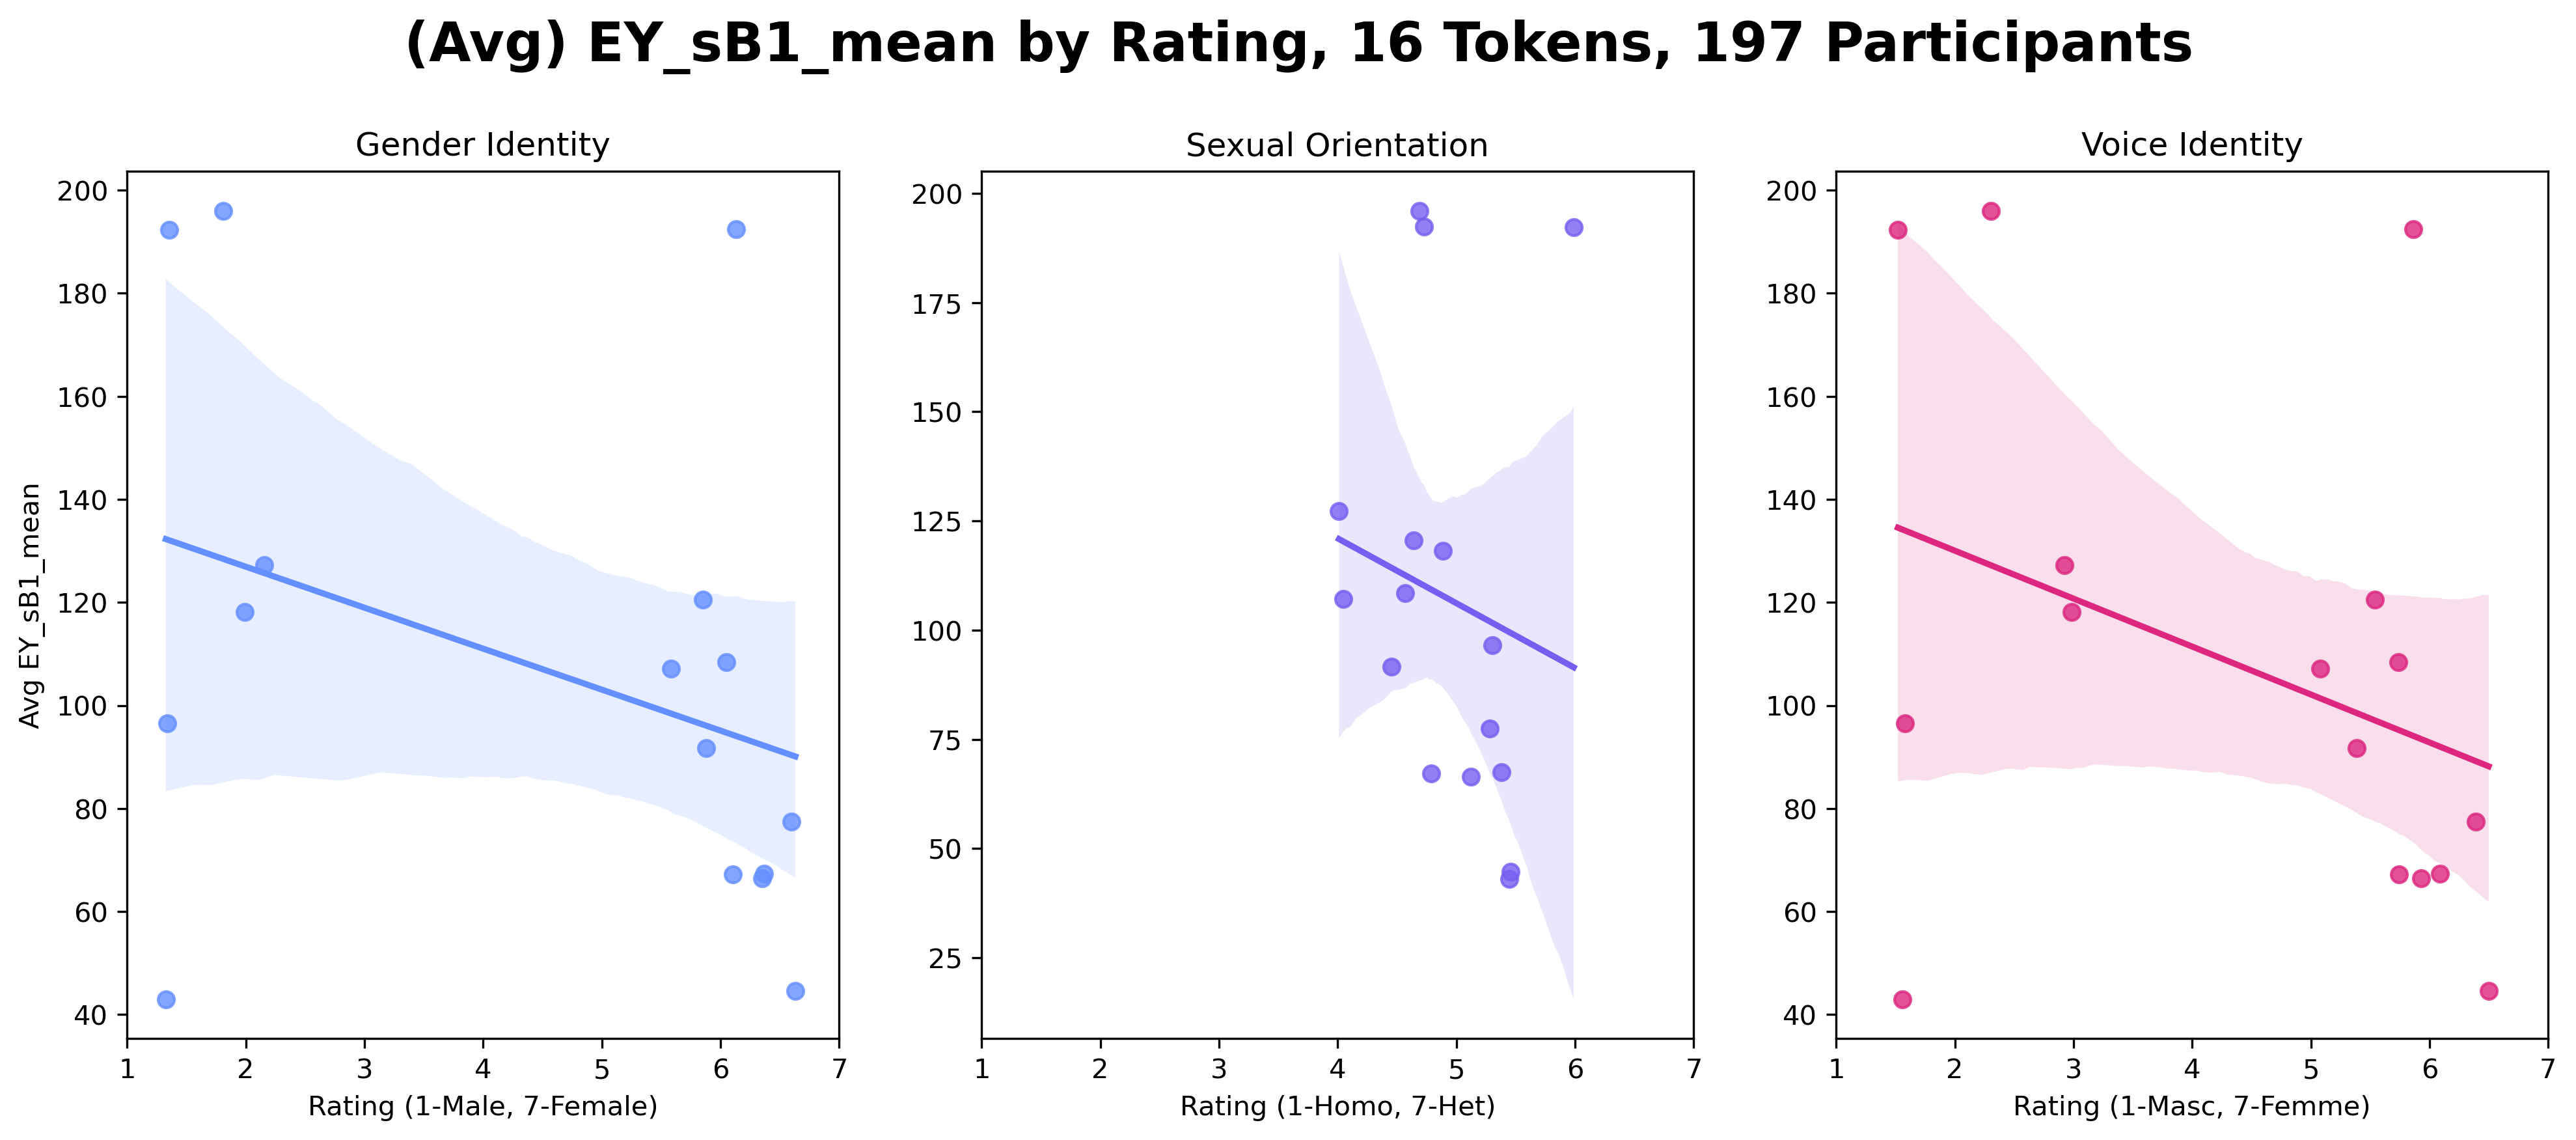 (Avg) EY_sB1_mean by Rating, 16 Tokens, 197 Participants
Gender Identity
Sexual Orientation
Voice Identity
Avg EY_sB1_mean
200
180
160
140
120
100
80
60
40
1 2 3 4 5 6 7
Rating (1-Male, 7-Female)
200
175
150
125
100
75
50
25
1 2 3 4 5 6 7
Rating (1-Homo, 7-Het)
200
180
160
140
120
100
80
60
40
1 2 3 4 5 6 7
Rating (1-Masc, 7-Femme)